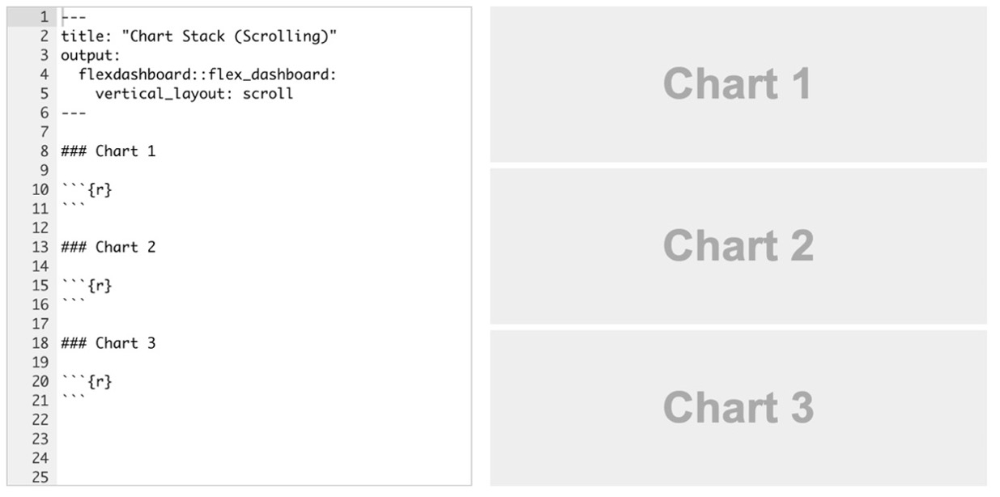 1 ---
2 title: "Chart Stack (Scrolling)"
3 output:
4   flexdashboard::flex_dashboard:
5     vertical_layout: scroll
6 ---
7
8 ### Chart 1
9
10 ```{r}
11 ```
12
13 ### Chart 2
14
15 ```{r}
16 ```
17
18 ### Chart 3
19
20 ```{r}
21 ```
22
23
24
25
Chart 1
Chart 2
Chart 3